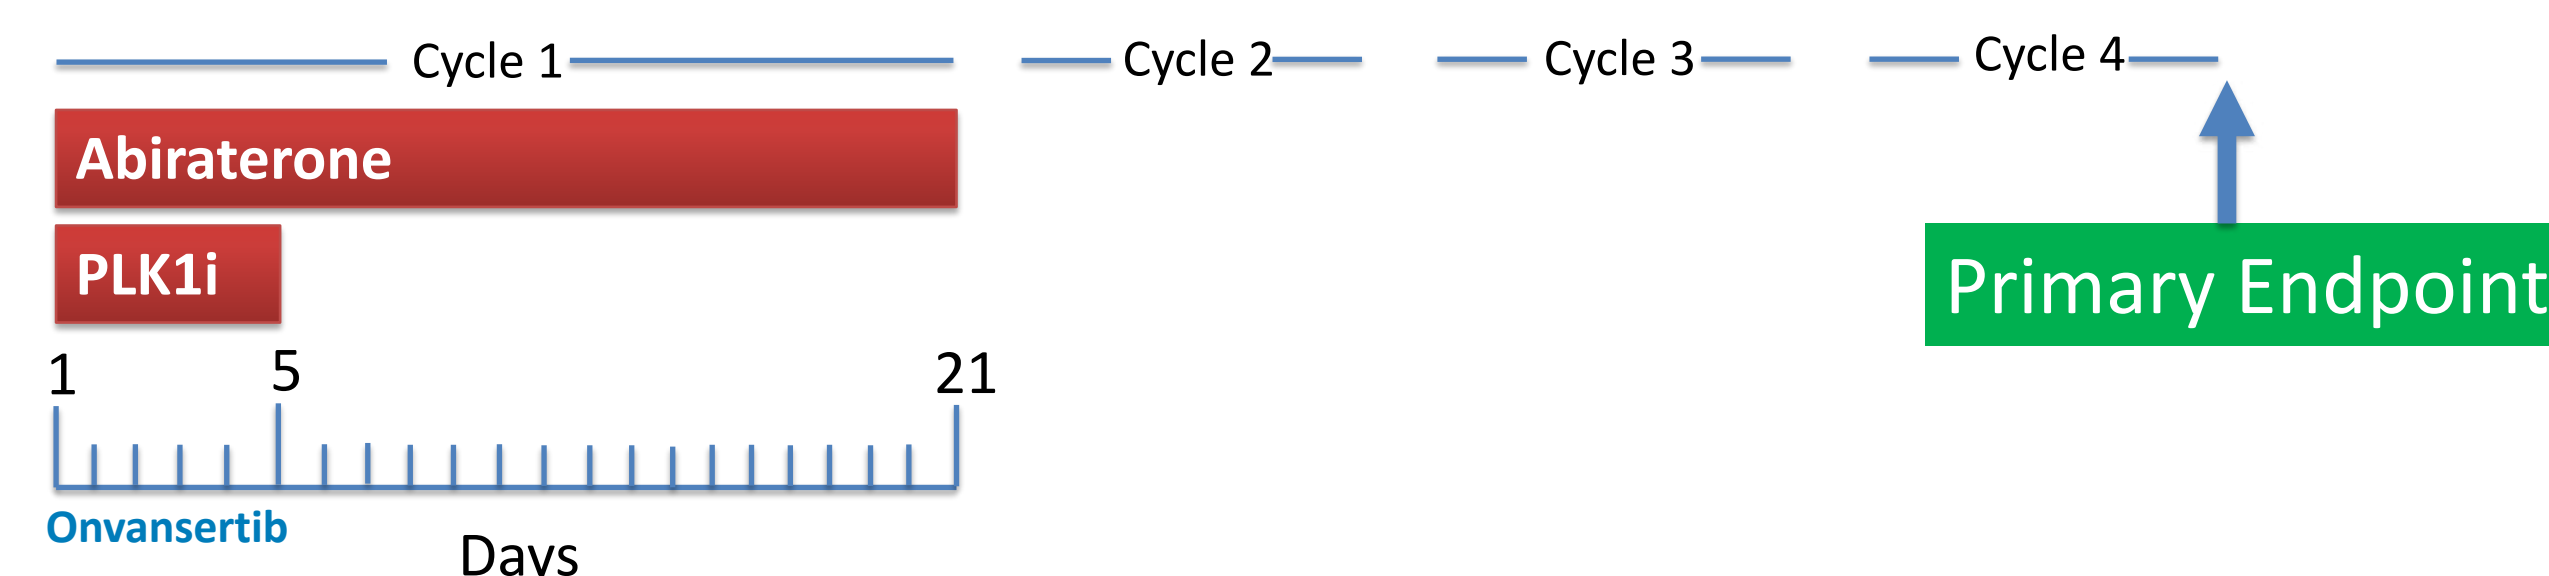 Cycle 1 Cycle 2 Cycle 3 Cycle 4
Abiraterone
PLK1i
Primary Endpoint
1 5 21
Onvansertib
Days